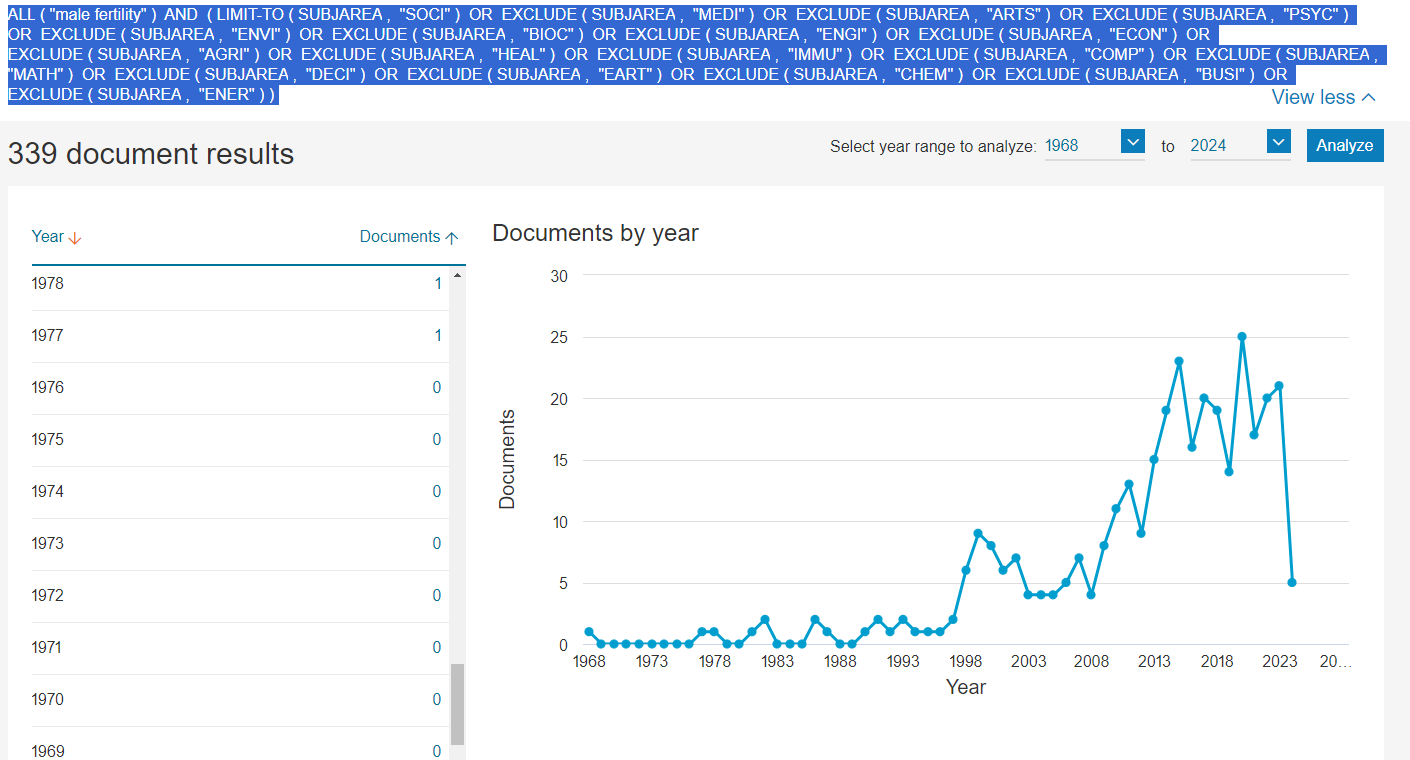 ALL ( "male fertility" ) AND ( LIMIT-TO ( SUBJAREA , "SOCI" ) OR EXCLUDE ( SUBJAREA , "MEDI" ) OR EXCLUDE ( SUBJAREA , "ARTS" ) OR EXCLUDE ( SUBJAREA , "PSYC" )
OR EXCLUDE ( SUBJAREA , "ENVI" ) OR EXCLUDE ( SUBJAREA , "BIOC" ) OR EXCLUDE ( SUBJAREA , "ENGI" ) OR EXCLUDE ( SUBJAREA , "ECON" ) OR
EXCLUDE ( SUBJAREA , "AGRI" ) OR EXCLUDE ( SUBJAREA , "HEAL" ) OR EXCLUDE ( SUBJAREA , "IMMU" ) OR EXCLUDE ( SUBJAREA , "COMP" ) OR EXCLUDE ( SUBJAREA ,
"MATH" ) OR EXCLUDE ( SUBJAREA , "DECI" ) OR EXCLUDE ( SUBJAREA , "EART" ) OR EXCLUDE ( SUBJAREA , "CHEM" ) OR EXCLUDE ( SUBJAREA , "BUSI" ) OR
EXCLUDE ( SUBJAREA , "ENER" ) )
View less
339 document results
Select year range to analyze: 1968 to 2024 Analyze
Year Documents
1978 1
1977 1
1976 0
1975 0
1974 0
1973 0
1972 0
1971 0
1970 0
1969 0
Documents by year
30
25
20
15
10
5
0
Documents
1968 1973 1978 1983 1988 1993 1998 2003 2008 2013 2018 2023 20...
Year